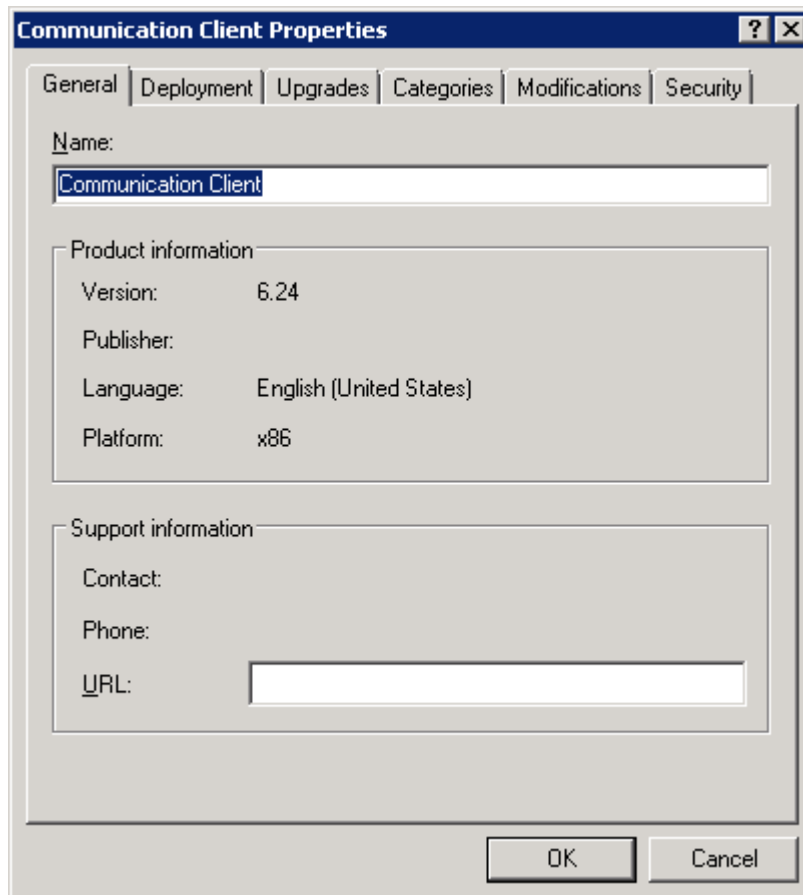 Communication Client Properties
General Deployment Upgrades Categories Modifications Security
Name:
Communication Client
Product information
Version: 6.24
Publisher:
Language: English (United States)
Platform: x86
Support information
Contact:
Phone:
URL:
OK Cancel